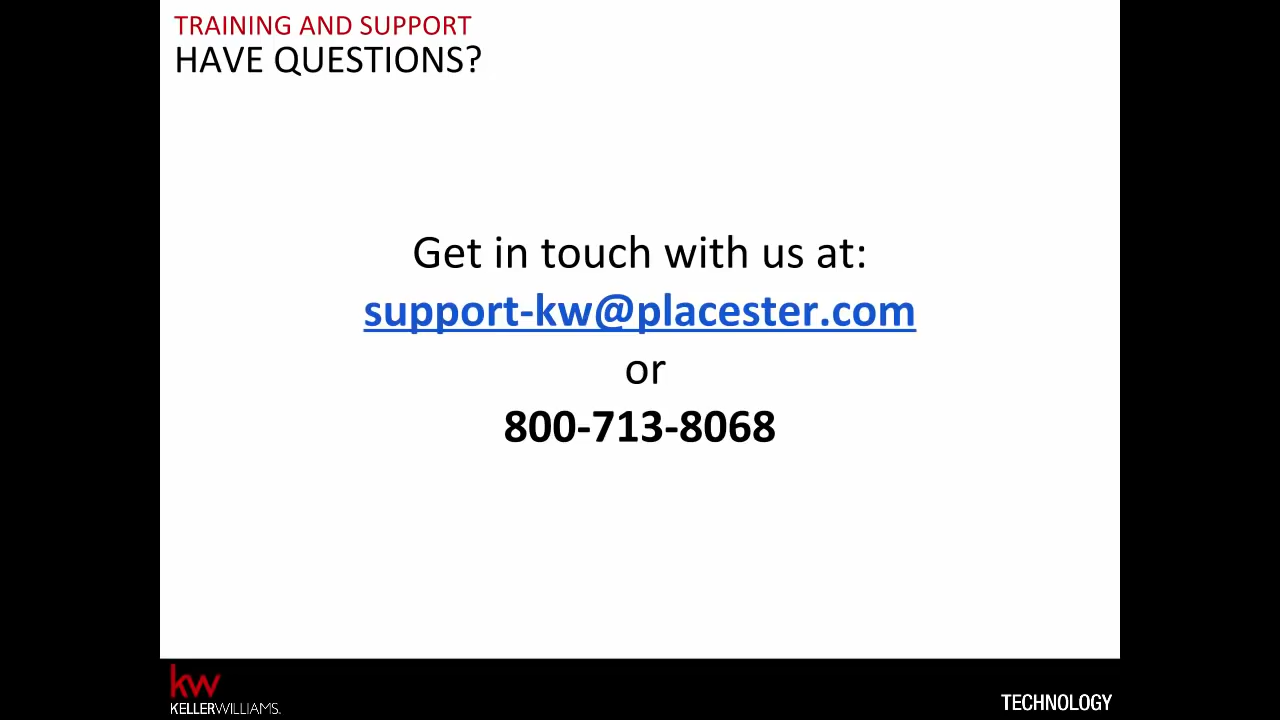 TRAINING AND SUPPORT
HAVE QUESTIONS?
Get in touch with us at:
support-kw@placester.com
or
800-713-8068
kw
KELLERWILLIAMS.
TECHNOLOGY